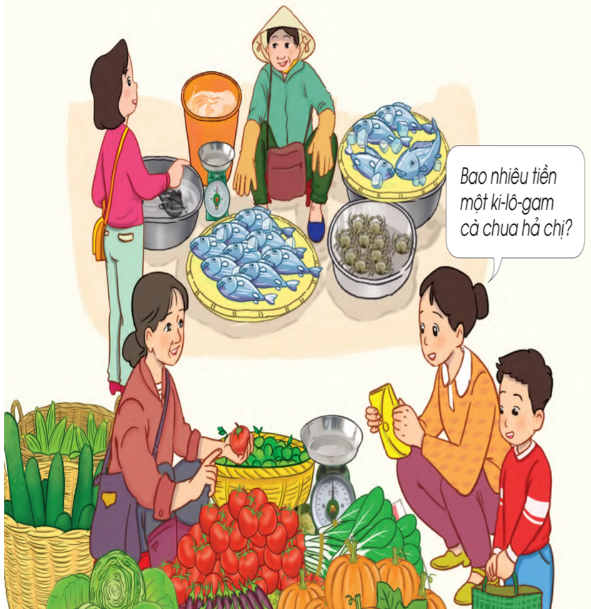 Bao nhiêu tiền
một ki-lô-gam
cà chua hả chị?